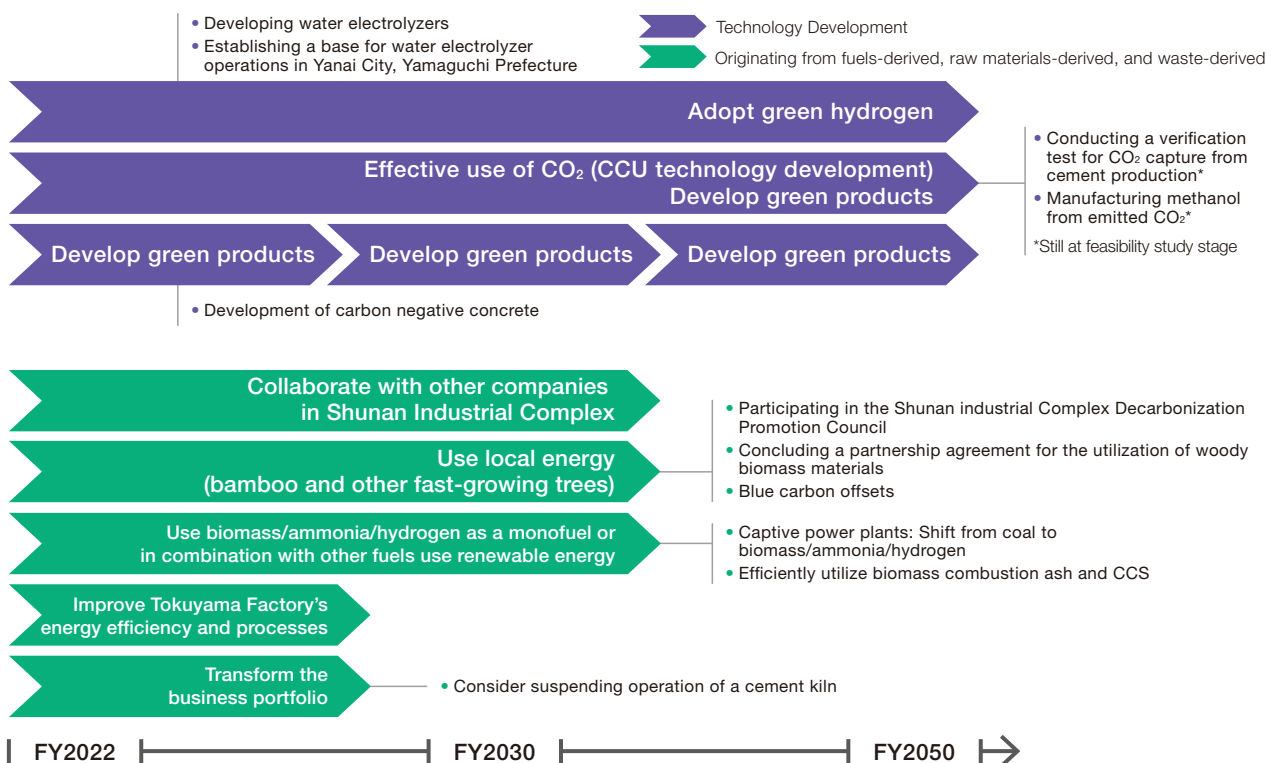 • Developing water electrolyzers
• Establishing a base for water electrolyzer
operations in Yanai City, Yamaguchi Prefecture
Technology Development
Originating from fuels-derived, raw materials-derived, and waste-derived
Adopt green hydrogen
Effective use of CO₂ (CCU technology development)
Develop green products
• Conducting a verification
test for CO₂ capture from
cement production*
• Manufacturing methanol
from emitted CO₂*
*Still at feasibility study stage
Develop green products
Develop green products
Develop green products
• Development of carbon negative concrete
Collaborate with other companies
in Shunan Industrial Complex
Use local energy
(bamboo and other fast-growing trees)
• Participating in the Shunan industrial Complex Decarbonization
Promotion Council
• Concluding a partnership agreement for the utilization of woody
biomass materials
• Blue carbon offsets
Use biomass/ammonia/hydrogen as a monofuel or
in combination with other fuels use renewable energy
• Captive power plants: Shift from coal to
biomass/ammonia/hydrogen
• Efficiently utilize biomass combustion ash and CCS
Improve Tokuyama Factory's
energy efficiency and processes
Transform the
business portfolio
• Consider suspending operation of a cement kiln
FY2022
FY2030
FY2050